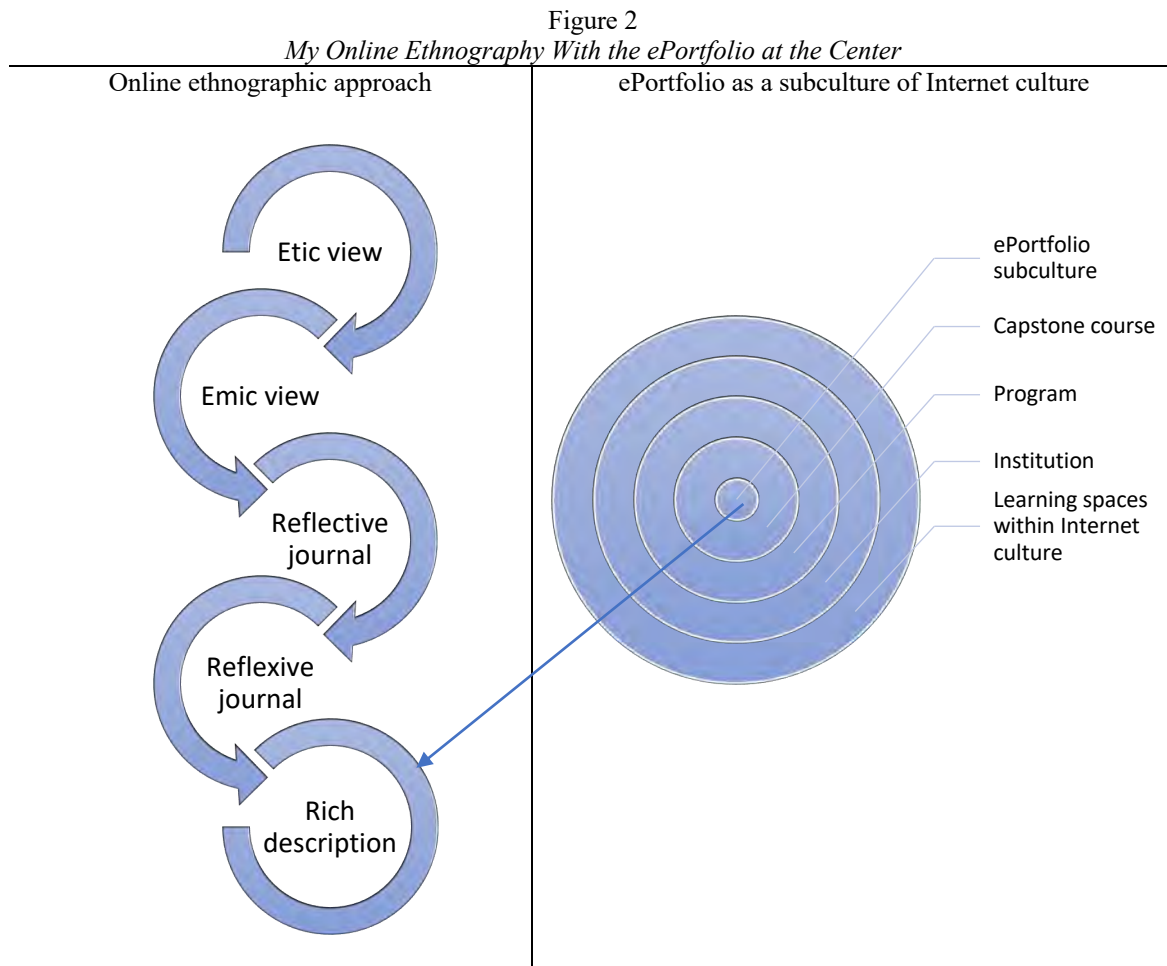 Figure 2
My Online Ethnography With the ePortfolio at the Center
Online ethnographic approach
ePortfolio as a subculture of Internet culture
Etic view
Emic view
Reflective
journal
Reflexive
journal
Rich
description
ePortfolio
subculture
Capstone course
Program
Institution
Learning spaces
within Internet
culture